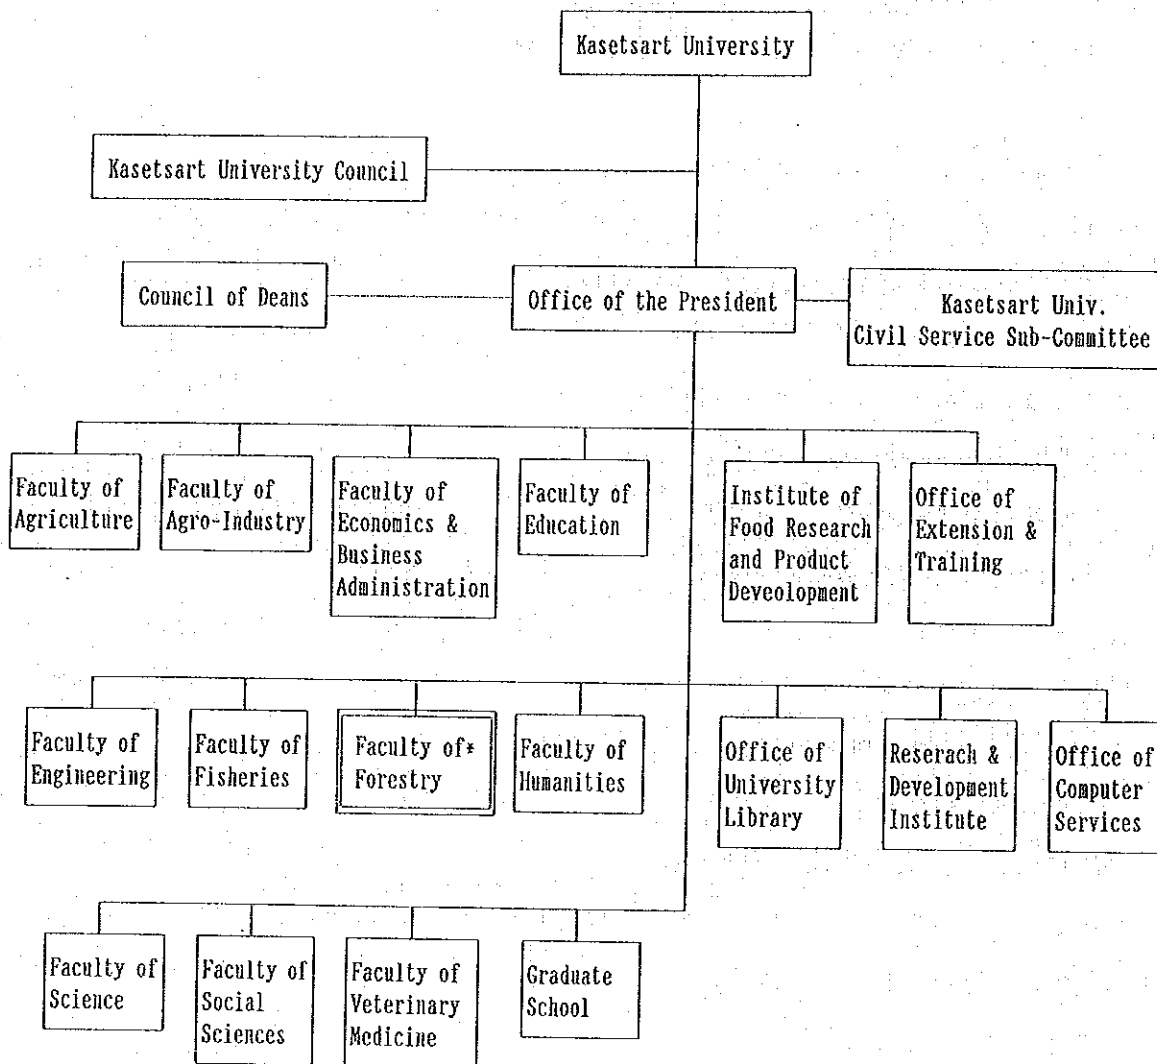 Kasetsart University
Kasetsart University Council
Council of Deans
Office of the President
Kasetsart Univ.
Civil Service Sub-Committee
Faculty of
Agriculture
Faculty of
Agro-Industry
Faculty of
Economics &
Business
Administration
Faculty of
Education
Institute of
Food Research
and Product
Deveolopment
Office of
Extension &
Training
Faculty of
Engineering
Faculty of
Fisheries
Faculty of*
Forestry
Faculty of
Humanities
Office of
University
Library
Reserach &
Development
Institute
Office of
Computer
Services
Faculty of
Science
Faculty of
Social
Sciences
Faculty of
Veterinary
Medicine
Graduate
School